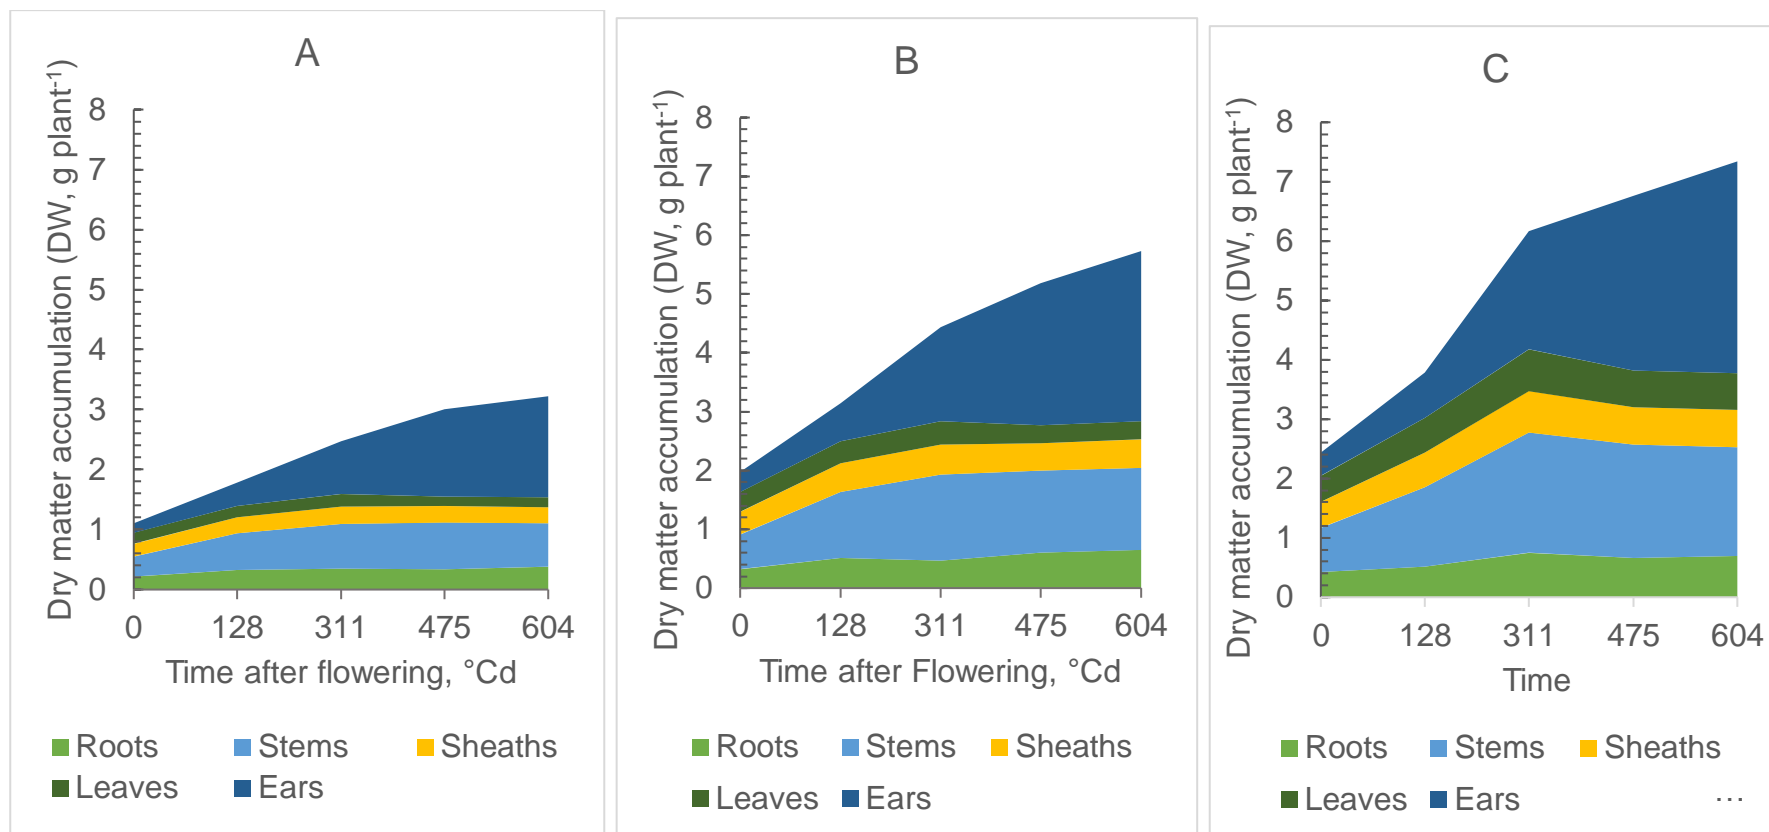 A
Dry matter accumulation (DW, g plant-1)
8
7
6
5
4
3
2
1
0
0 128 311 475 604
Time after flowering, °Cd
Roots Stems Sheaths
Leaves Ears
B
Dry matter accumulation (DW, g plant-1)
8
7
6
5
4
3
2
1
0
0 128 311 475 604
Time after Flowering, °Cd
Roots Stems Sheaths
Leaves Ears
C
Dry matter accumulation (DW, g plant-1)
8
7
6
5
4
3
2
1
0
0 128 311 475 604
Time
Roots Stems Sheaths
Leaves Ears ...